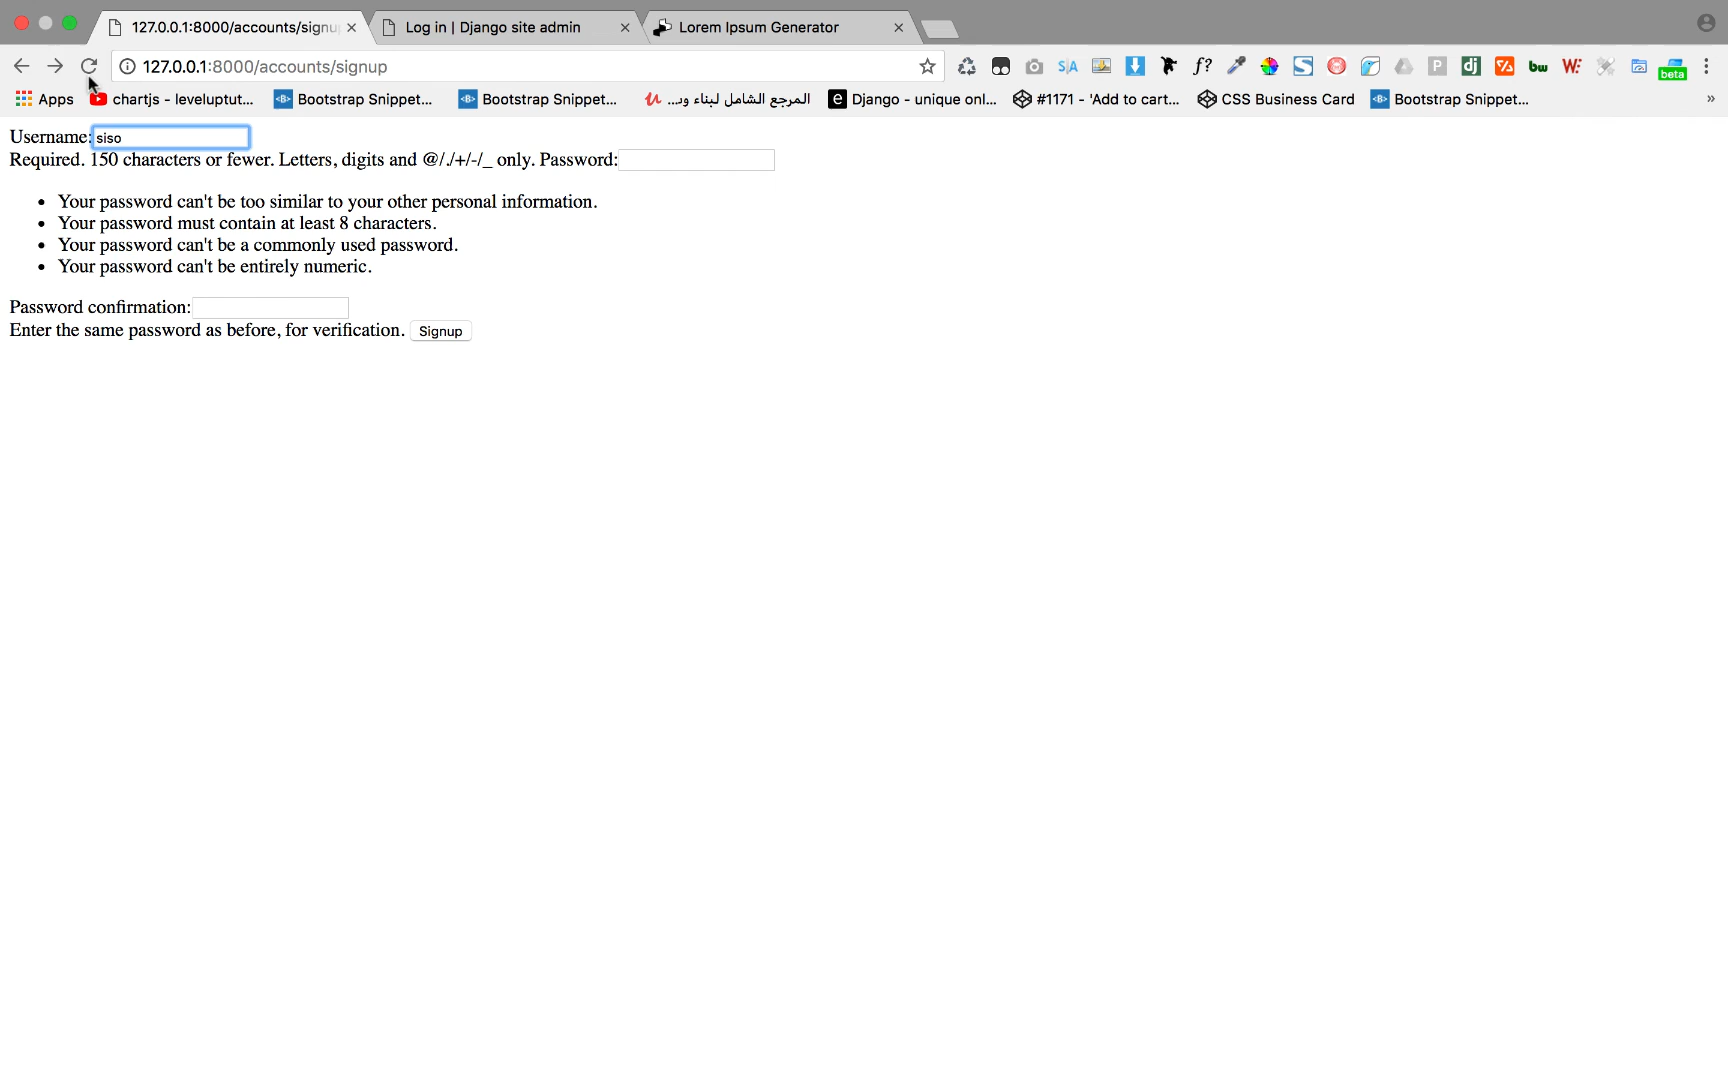 127.0.0.1:8000/accounts/signu
Log in | Django site admin
Lorem Ipsum Generator
127.0.0.1:8000/accounts/signup
S|A
f?
P
dj
bw
W:
beta
Apps
chartjs - leveluptut...
<B> Bootstrap Snippet...
<B> Bootstrap Snippet...
المرجع الشامل لبناء ود...
e Django - unique onl...
#1171 - 'Add to cart...
CSS Business Card
<B> Bootstrap Snippet...
»
Username: siso
Required. 150 characters or fewer. Letters, digits and @/./+/-/_ only. Password:
• Your password can't be too similar to your other personal information.
• Your password must contain at least 8 characters.
• Your password can't be a commonly used password.
• Your password can't be entirely numeric.
Password confirmation:
Enter the same password as before, for verification. Signup